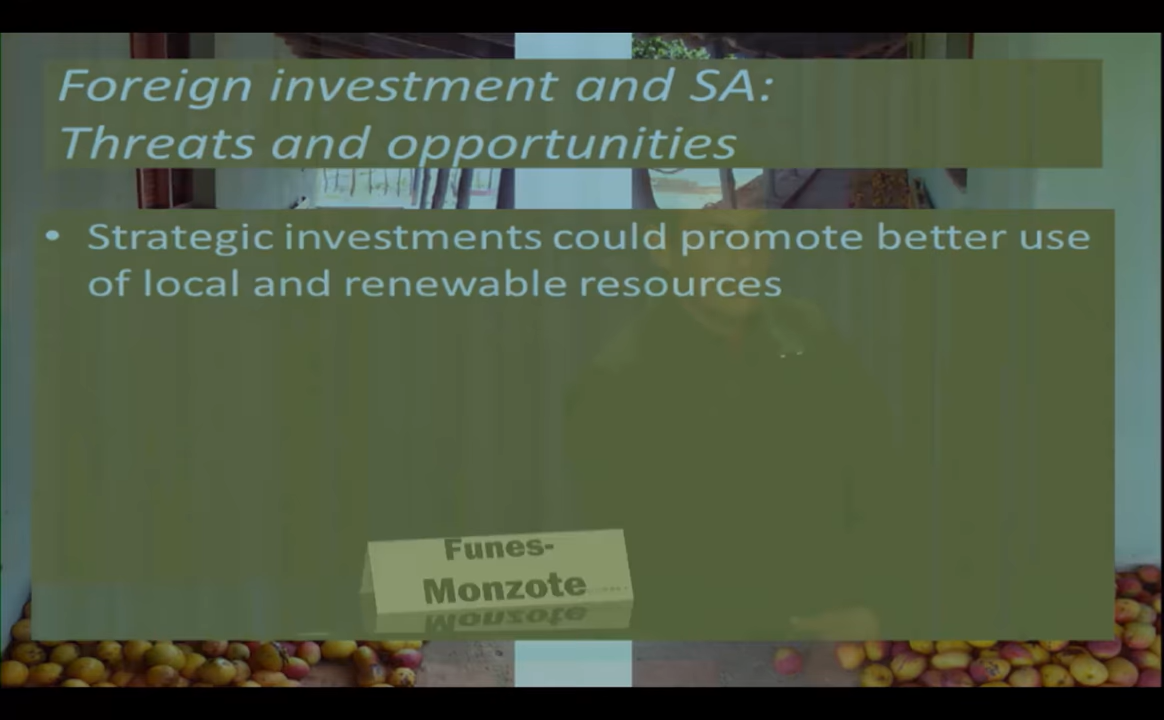 Foreign investment and SA:
Threats and opportunities
• Strategic investments could promote better use
of local and renewable resources
Funes-
Monzote